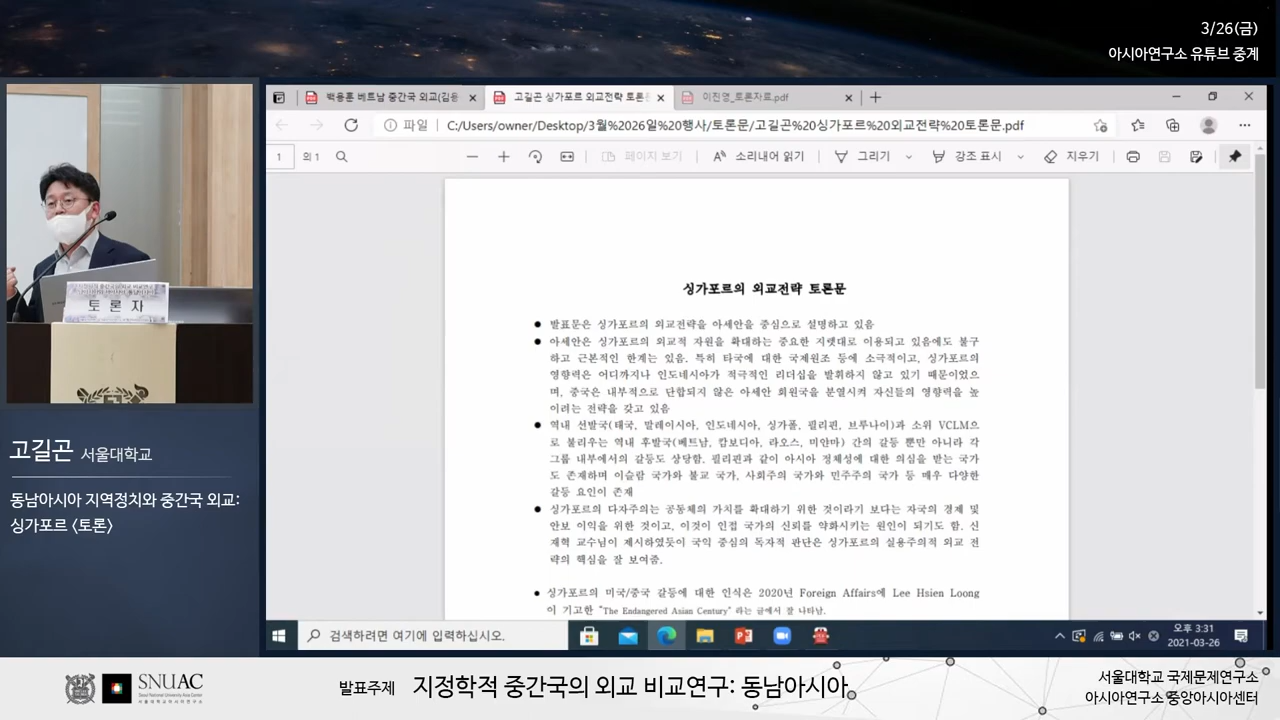 3/26(금)
아시아연구소 유튜브 중계
백용훈 베트남 중간국 외교(김용
고길곤 싱가포르 외교전략 토론
이진영_토론자료.pdf
파일
C:/Users/owner/Desktop/3월%2026일%20행사/토론문/고길곤%20싱가포르%20외교전략%20토론문.pdf
1
의 1
페이지 보기
소리내어 읽기
그리기
강조 표시
지우기
싱가포르의 외교전략 토론문
● 발표문은 싱가포르의 외교전략을 아세안을 중심으로 설명하고 있음
● 아세안은 싱가포르의 외교적 자원을 확대하는 중요한 지렛대로 이용되고 있음에도 불구
하고 근본적인 한계는 있음. 특히 타국에 대한 국제원조 등에 소극적이고, 싱가포르의
영향력은 어디까지나 인도네시아가 적극적인 리더십을 발휘하지 않고 있기 때문이었으
며, 중국은 내부적으로 단합되지 않은 아세안 회원국을 분열시켜 자신들의 영향력을 높
이려는 전략을 갖고 있음
● 역내 선발국(태국, 말레이시아, 인도네시아, 싱가폴, 필리핀, 브루나이)과 소위 VCLM으
로 불리우는 역내 후발국(베트남, 캄보디아, 라오스, 미얀마) 간의 갈등 뿐만 아니라 각
그룹 내부에서의 갈등도 상당함. 필리핀과 같이 아시아 정체성에 대한 의심을 받는 국가
도 존재하며 이슬람 국가와 불교 국가, 사회주의 국가와 민주주의 국가 등 매우 다양한
갈등 요인이 존재
● 싱가포르의 다자주의는 공동체의 가치를 확대하기 위한 것이라기 보다는 자국의 경제 및
안보 이익을 위한 것이고, 이것이 인접 국가의 신뢰를 약화시키는 원인이 되기도 함. 신
재혁 교수님이 제시하였듯이 국익 중심의 독자적 판단은 싱가포르의 실용주의적 외교 전
략의 핵심을 잘 보여줌.
● 싱가포르의 미국/중국 갈등에 대한 인식은 2020년 Foreign Affairs에 Lee Hsien Loong
이 기고한 "The Endangered Asian Century" 라는 글에서 잘 나타남.
토 론 자
고길곤 서울대학교
동남아시아 지역정치와 중간국 외교:
싱가포르 〈토론〉
검색하려면 여기에 입력하십시오.
오후 3:31
2021-03-26
SNUAC
Seoul National University Asia Center
서울대학교아시아연구소
발표주제 지정학적 중간국의 외교 비교연구: 동남아시아
서울대학교 국제문제연구소
아시아연구소 중앙아시아센터